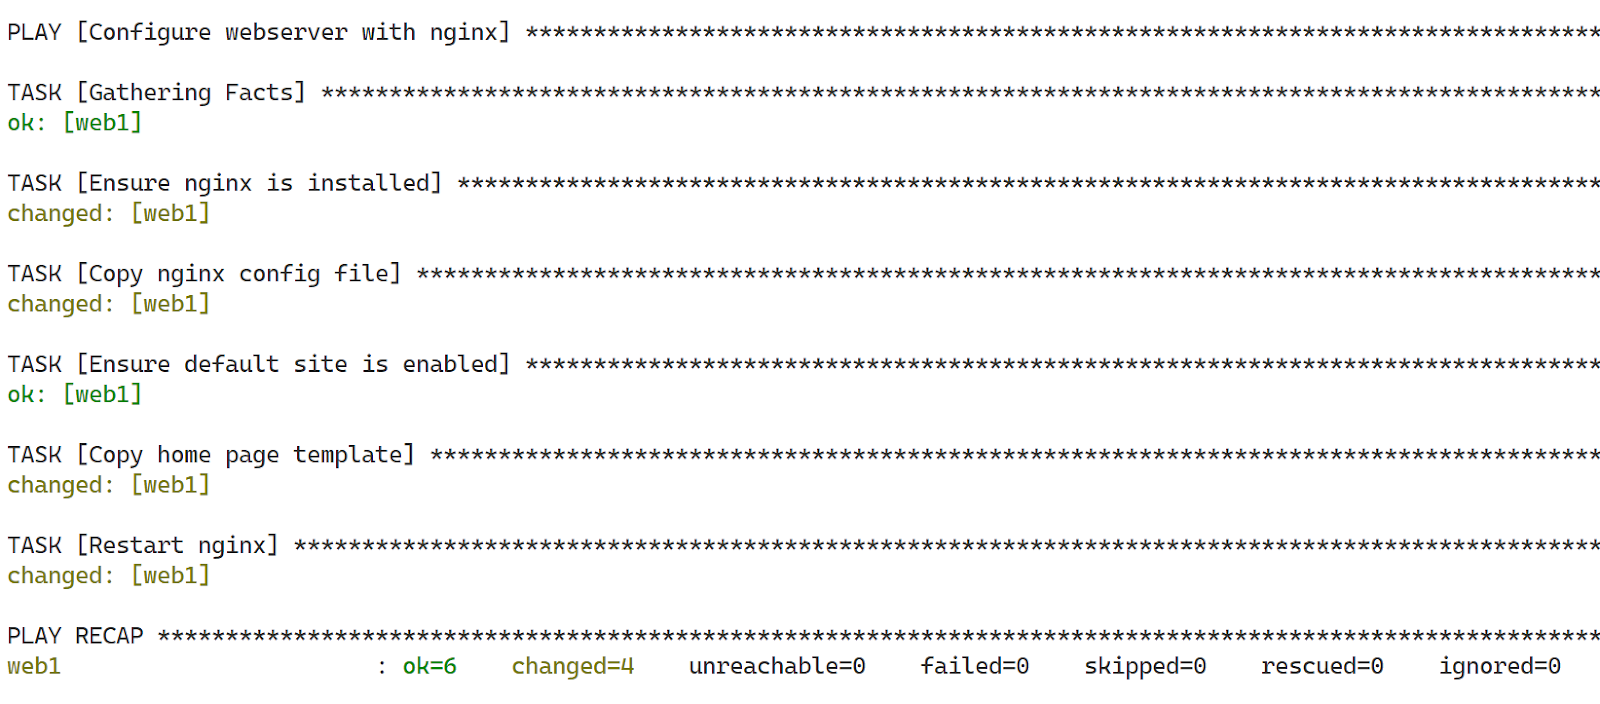 PLAY [Configure webserver with nginx] *******************************************************************************
TASK [Gathering Facts] **********************************************************************************************
ok: [web1]
TASK [Ensure nginx is installed] ************************************************************************************
changed: [web1]
TASK [Copy nginx config file] ***************************************************************************************
changed: [web1]
TASK [Ensure default site is enabled] *******************************************************************************
ok: [web1]
TASK [Copy home page template] **************************************************************************************
changed: [web1]
TASK [Restart nginx] ************************************************************************************************
changed: [web1]
PLAY RECAP **********************************************************************************************************
web1                       : ok=6    changed=4    unreachable=0    failed=0    skipped=0    rescued=0    ignored=0